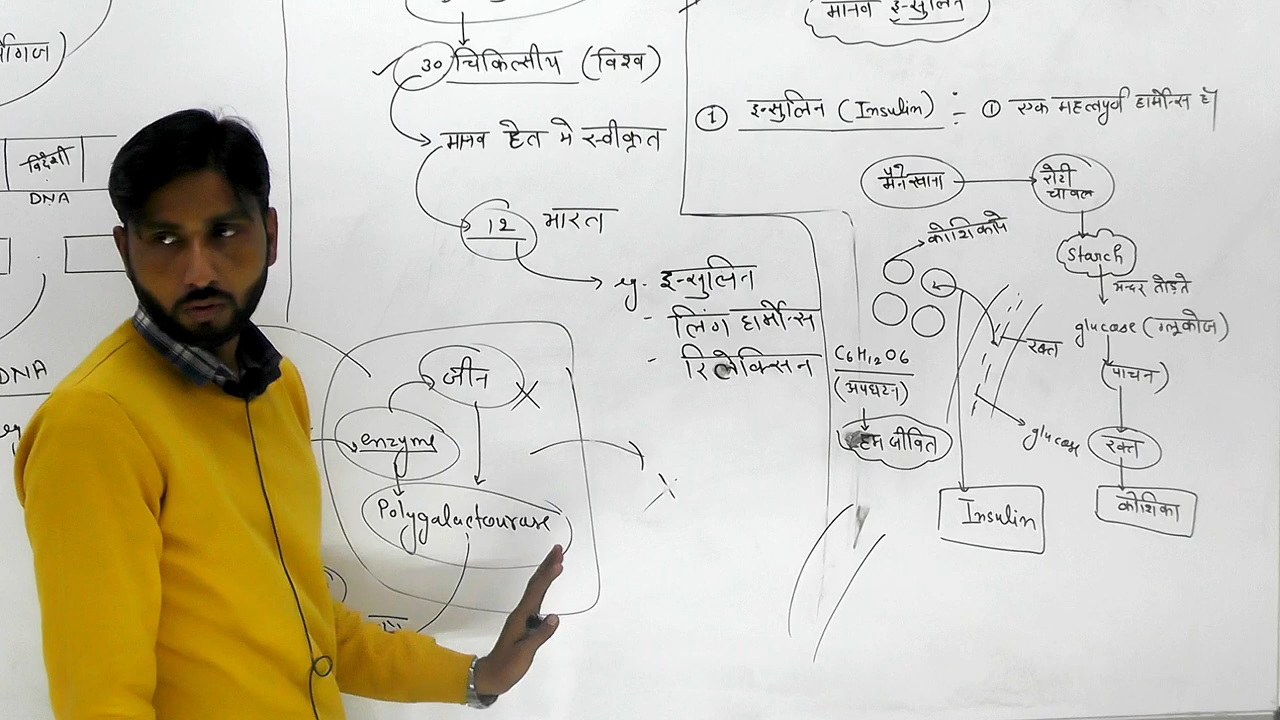 विदेशी
DNA
DNA
30 चिकित्सीय (विश्व)
मानव हेत मे स्वीकृत
12 भारत
eg. इन्सुलिन
- लिंग हार्मोन्स
- रिलेक्सिन
जीन
enzyme
Polygalactourase
मानव इन्सुलिन
① इन्सुलिन (Insulin) ÷ ① एक महत्वपूर्ण हार्मोन्स है।
रोटी
चावल
Starch
अन्दर तोड़ते
glucose (ग्लूकोज)
(पाचन)
रक्त
कोशिका
कोशिकाये
रक्त
glucose
Insulin
C6H12O6
(अपघटन)
हम जीवित